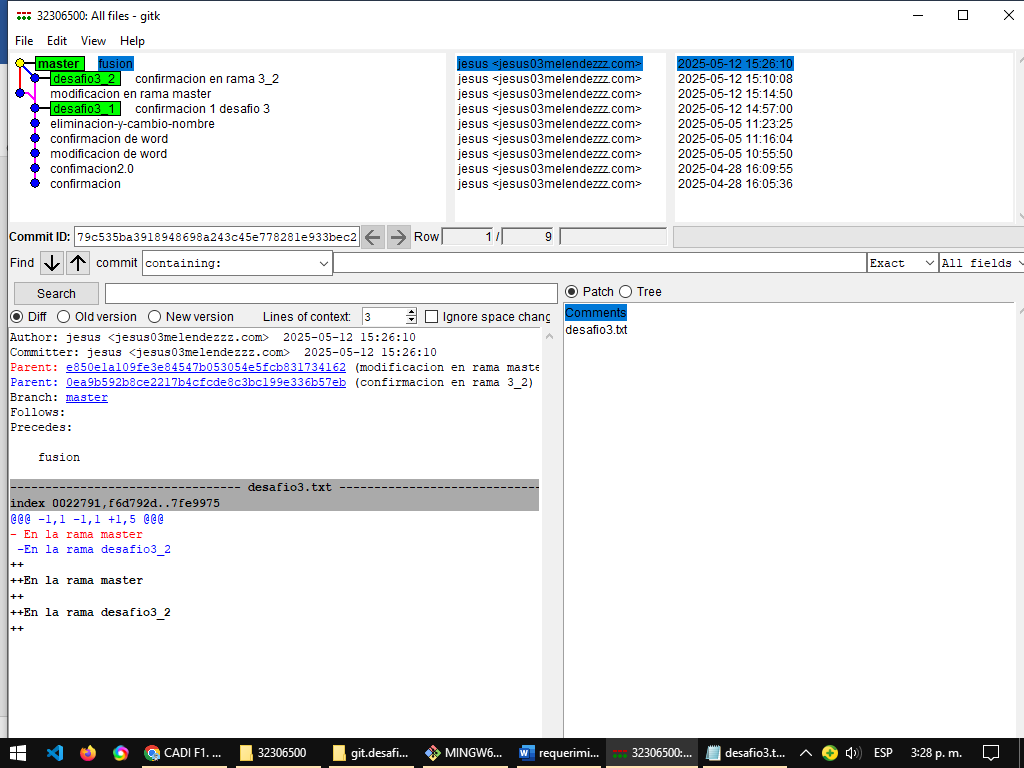 32306500: All files - gitk
File Edit View Help
master fusion jesus <jesus03melendezzz.com> 2025-05-12 15:26:10
desafio3_2 confirmacion en rama 3_2 jesus <jesus03melendezzz.com> 2025-05-12 15:10:08
modificacion en rama master jesus <jesus03melendezzz.com> 2025-05-12 15:14:50
desafio3_1 confirmacion 1 desafio 3 jesus <jesus03melendezzz.com> 2025-05-12 14:57:00
eliminacion-y-cambio-nombre jesus <jesus03melendezzz.com> 2025-05-05 11:23:25
confirmacion de word jesus <jesus03melendezzz.com> 2025-05-05 11:16:04
modificacion de word jesus <jesus03melendezzz.com> 2025-05-05 10:55:50
confimacion2.0 jesus <jesus03melendezzz.com> 2025-04-28 16:09:55
confirmacion jesus <jesus03melendezzz.com> 2025-04-28 16:05:36
Commit ID: 79c535ba3918948698a243c45e778281e933bec2 Row 1 / 9
Find commit containing: Exact All fields
Search Patch Tree
Diff Old version New version Lines of context: 3 Ignore space chang
Comments
desafio3.txt
Author: jesus <jesus03melendezzz.com> 2025-05-12 15:26:10
Committer: jesus <jesus03melendezzz.com> 2025-05-12 15:26:10
Parent: e850e1a109fe3e84547b053054e5fcb831734162 (modificacion en rama maste
Parent: 0ea9b592b8ce2217b4cfcde8c3bc199e336b57eb (confirmacion en rama 3_2)
Branch: master
Follows:
Precedes:
fusion
--------------------------------- desafio3.txt -----------------------------
index 0022791,f6d792d..7fe9975
@@@ -1,1 -1,1 +1,5 @@@
- En la rama master
-En la rama desafio3_2
++
++En la rama master
++
++En la rama desafio3_2
++
CADI F1. ... 32306500 git.desafi... MINGW6... requerimi... 32306500:... desafio3.t... ESP 3:28 p. m.